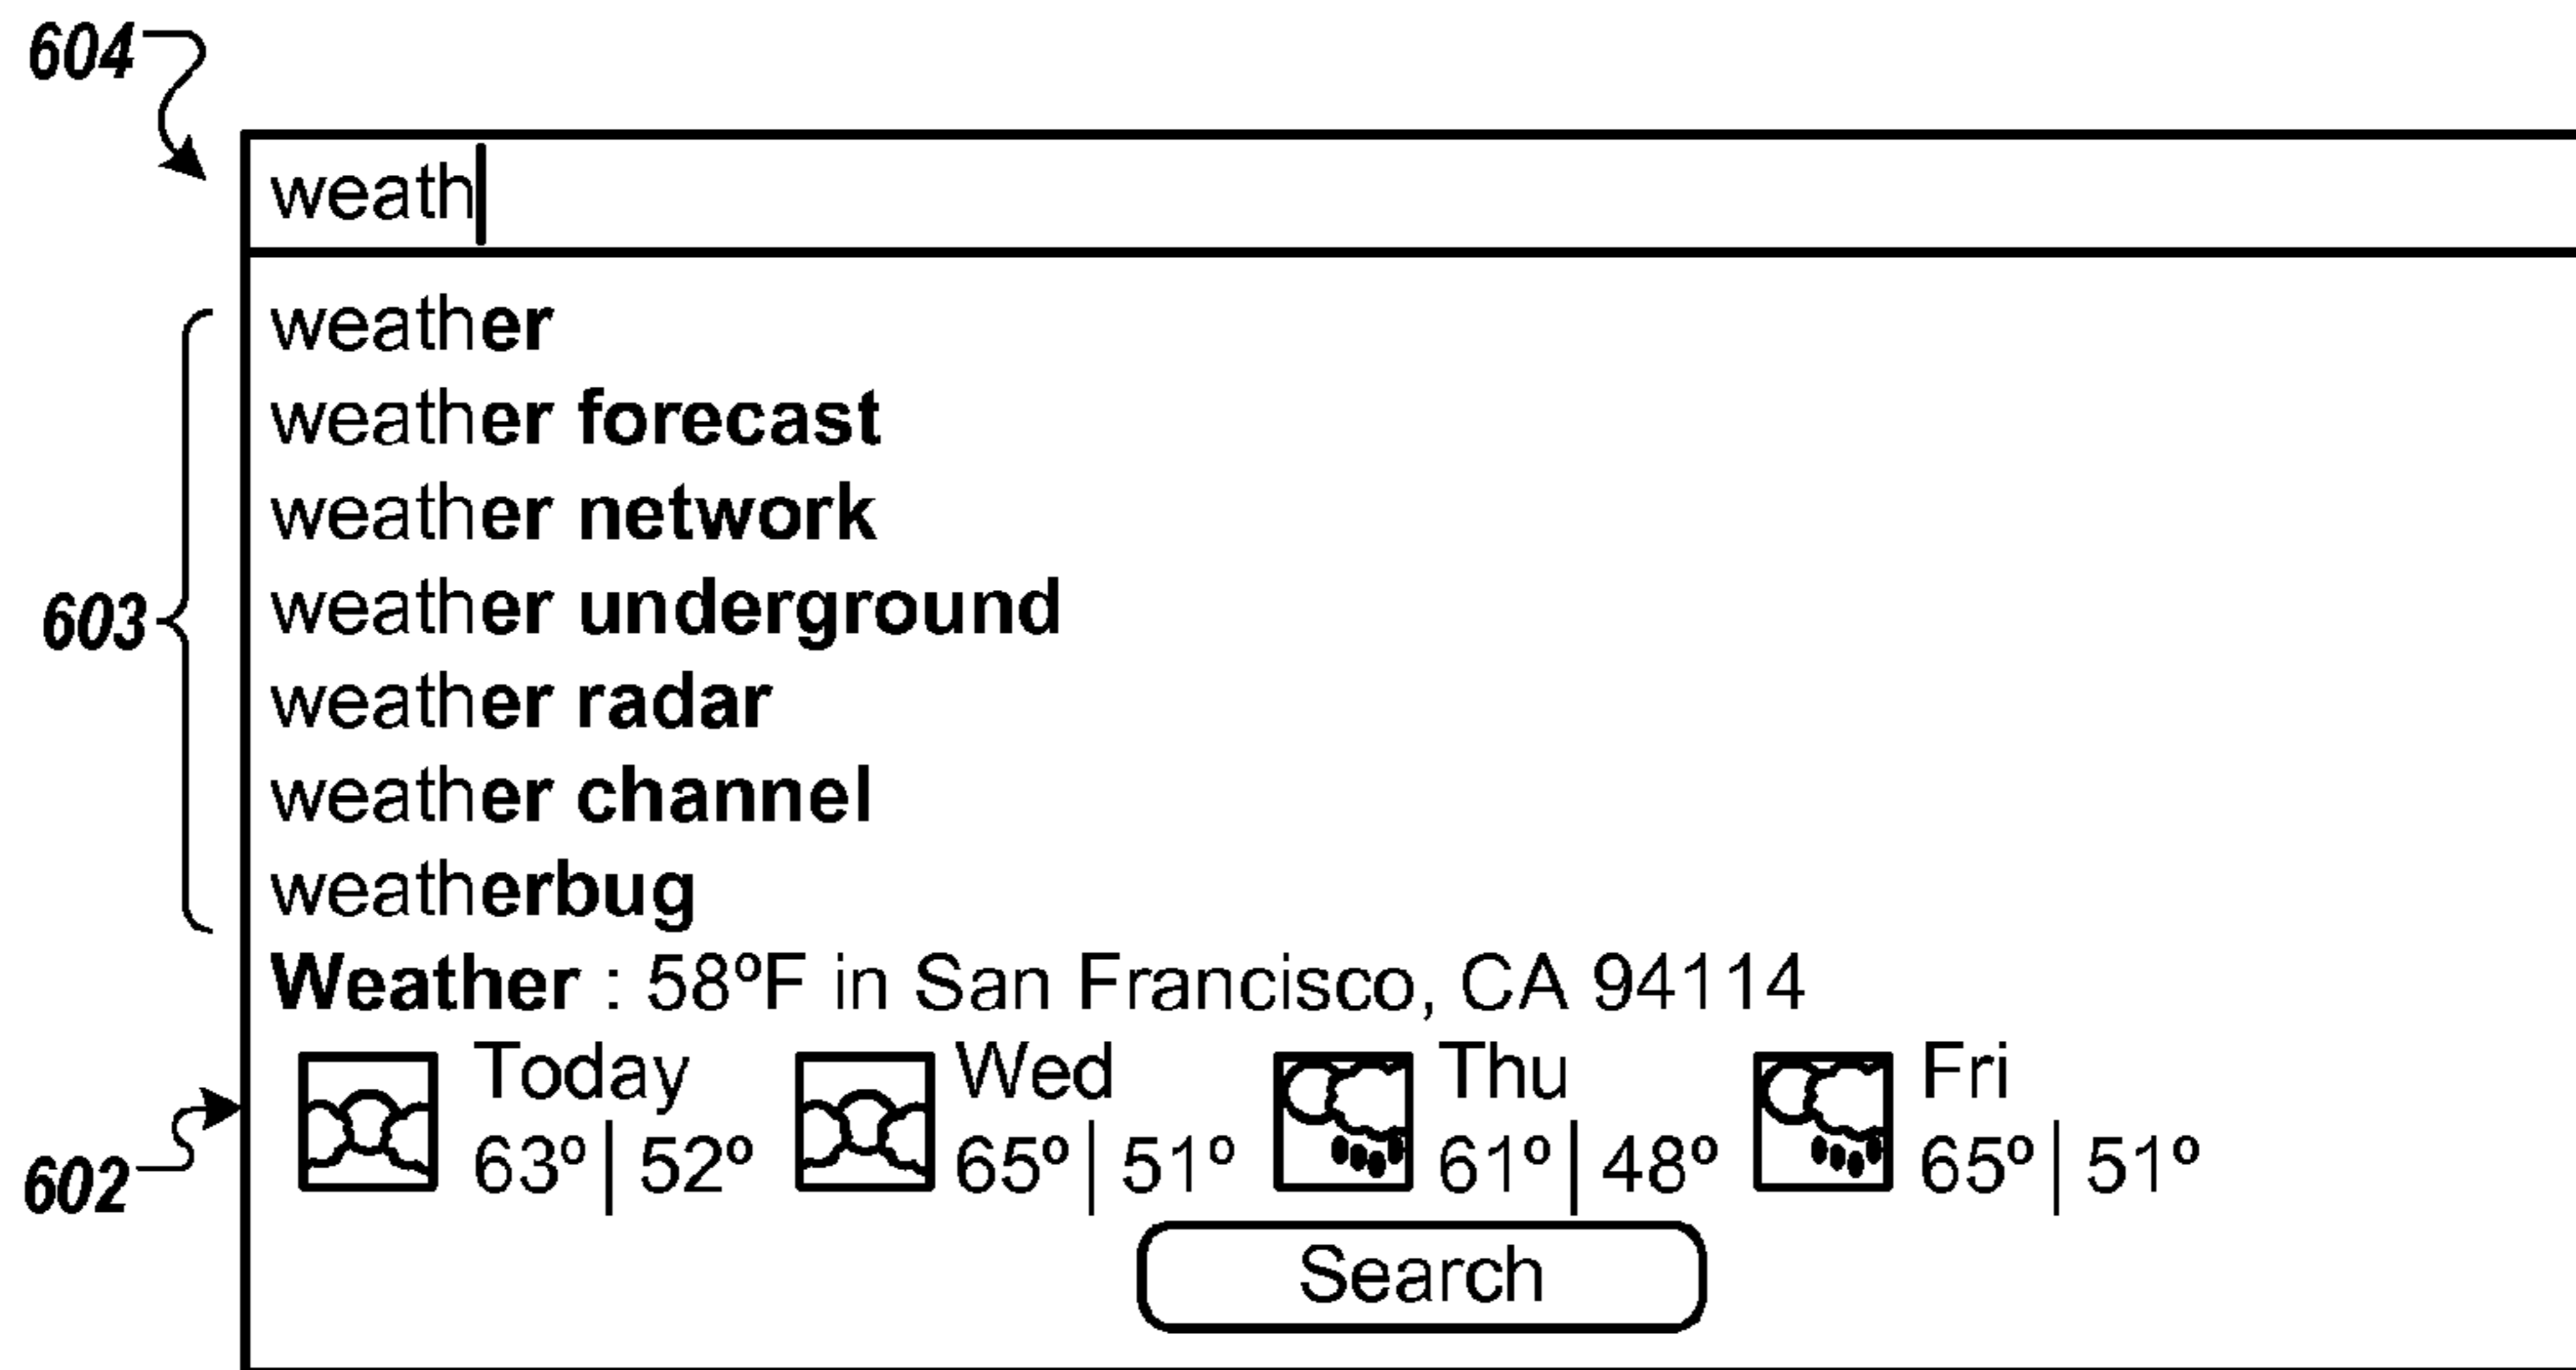 604
weath
weather
weather forecast
weather network
603
weather underground
weather radar
weather channel
weatherbug
Weather : 58ºF in San Francisco, CA 94114
Today Wed Thu Fri
63º|52º 65º|51º 61º|48º 65º|51º
602
Search